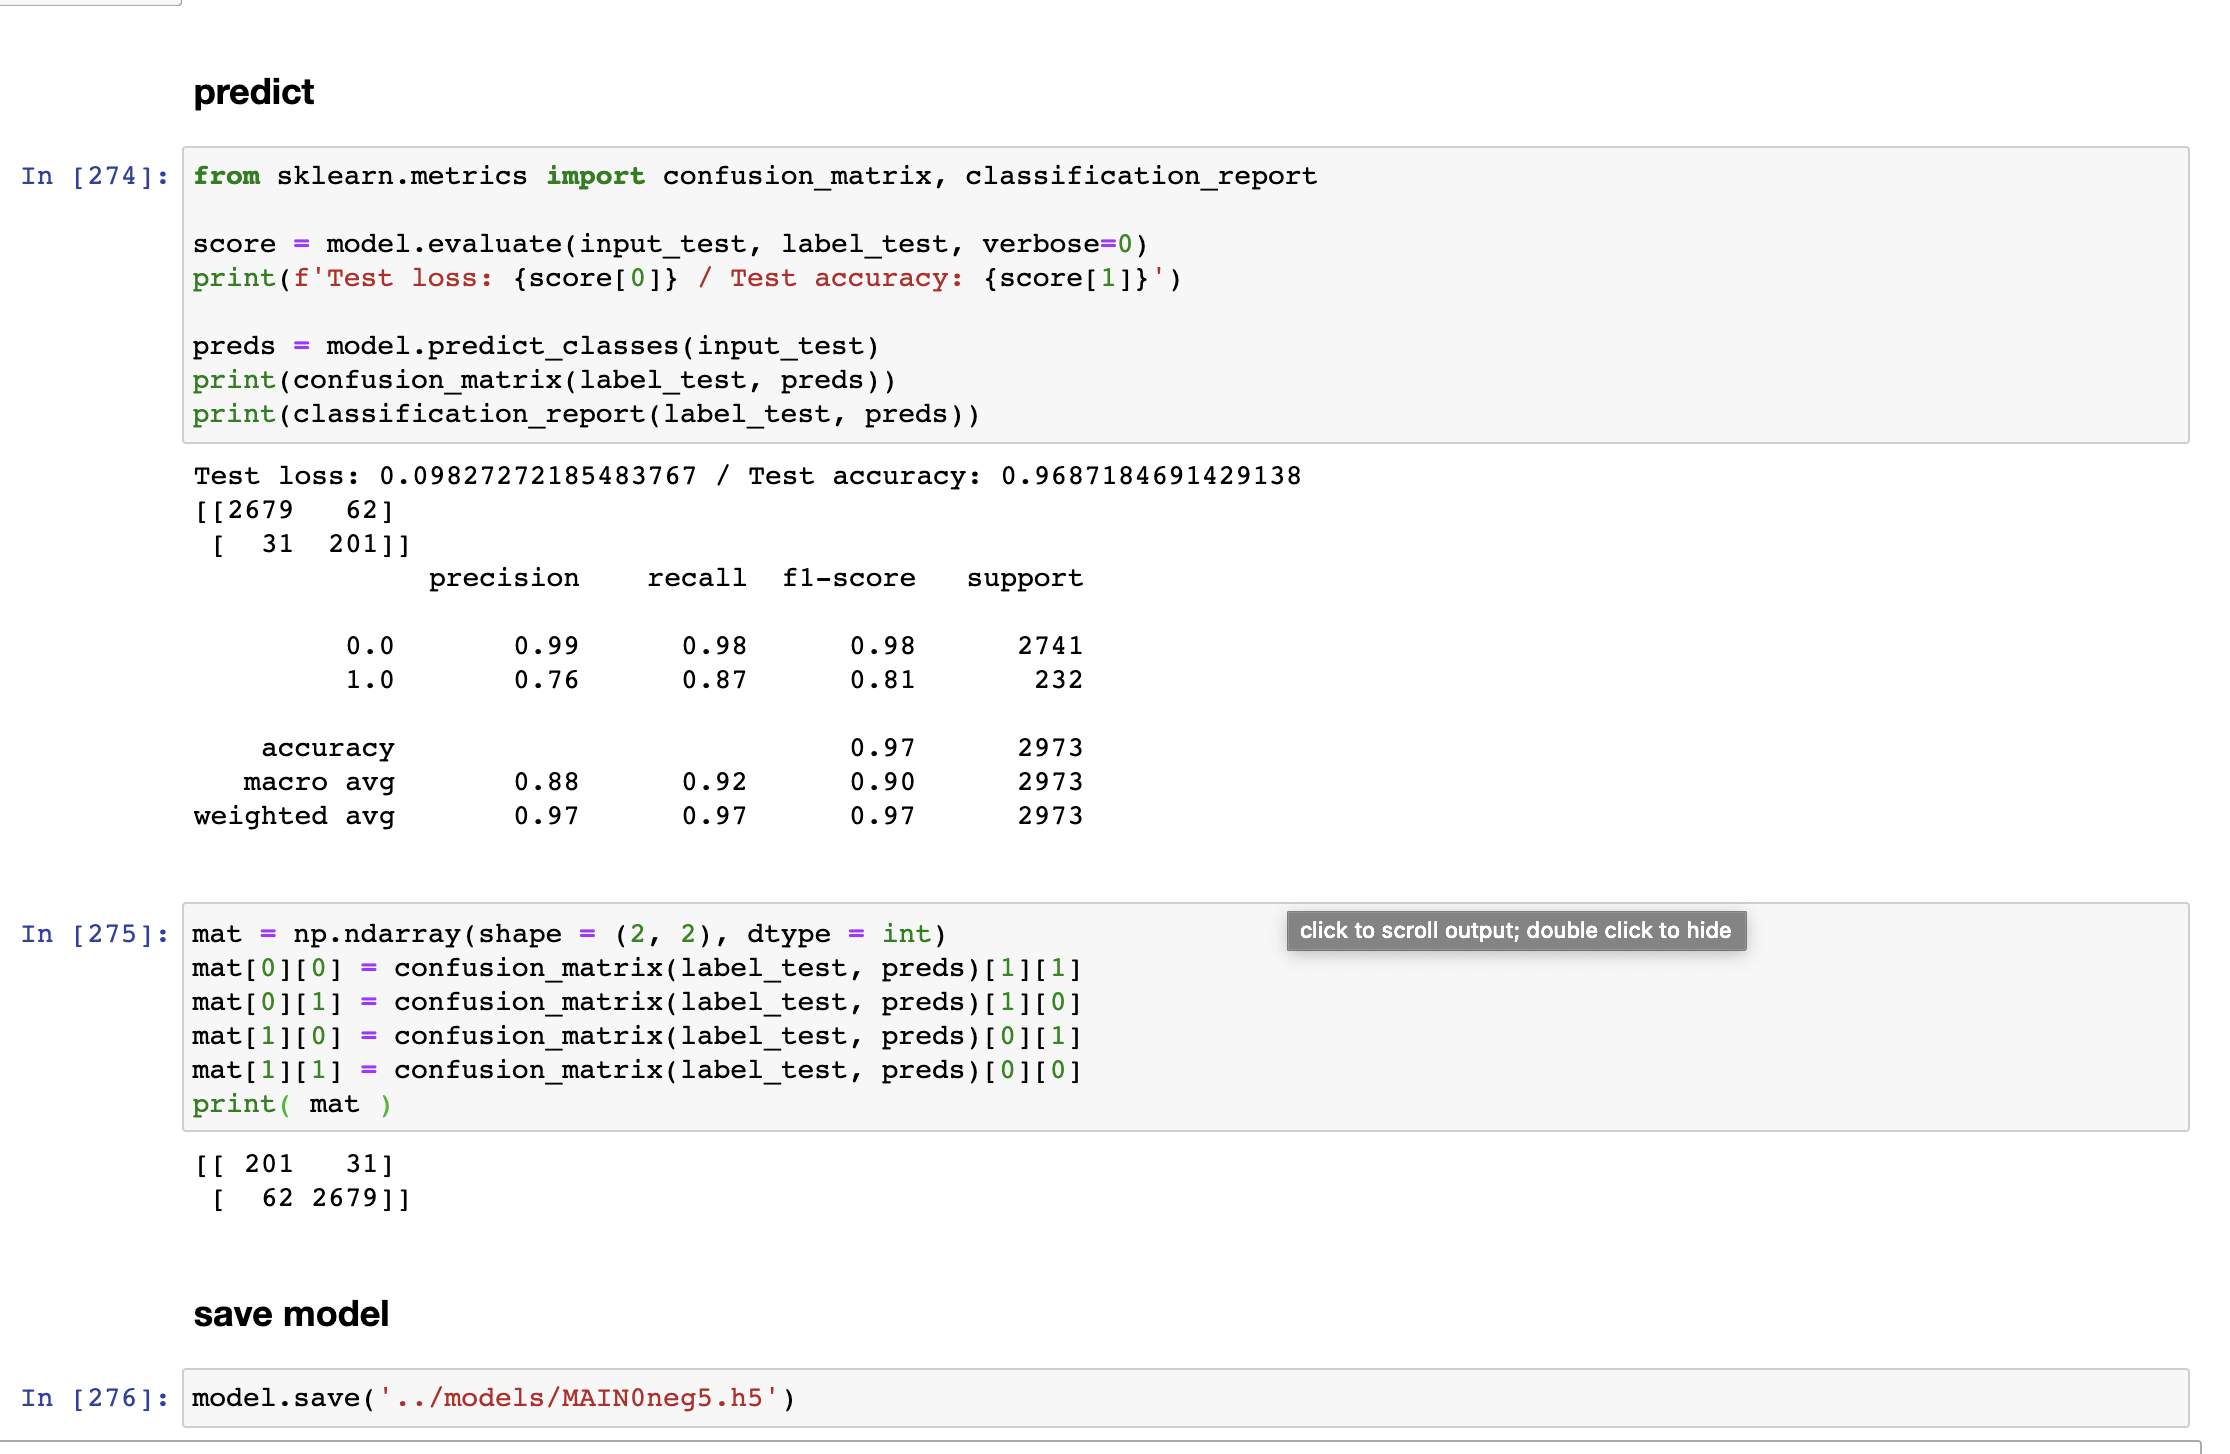 predict
In [274]: from sklearn.metrics import confusion_matrix, classification_report
score = model.evaluate(input_test, label_test, verbose=0)
print(f'Test loss: {score[0]} / Test accuracy: {score[1]}')
preds = model.predict_classes(input_test)
print(confusion_matrix(label_test, preds))
print(classification_report(label_test, preds))
Test loss: 0.09827272185483767 / Test accuracy: 0.9687184691429138
[[2679   62]
 [  31  201]]
              precision    recall  f1-score   support
         0.0       0.99      0.98      0.98      2741
         1.0       0.76      0.87      0.81       232
    accuracy                           0.97      2973
   macro avg       0.88      0.92      0.90      2973
weighted avg       0.97      0.97      0.97      2973
In [275]: mat = np.ndarray(shape = (2, 2), dtype = int)
click to scroll output; double click to hide
mat[0][0] = confusion_matrix(label_test, preds)[1][1]
mat[0][1] = confusion_matrix(label_test, preds)[1][0]
mat[1][0] = confusion_matrix(label_test, preds)[0][1]
mat[1][1] = confusion_matrix(label_test, preds)[0][0]
print( mat )
[[ 201   31]
 [  62 2679]]
save model
In [276]: model.save('../models/MAIN0neg5.h5')